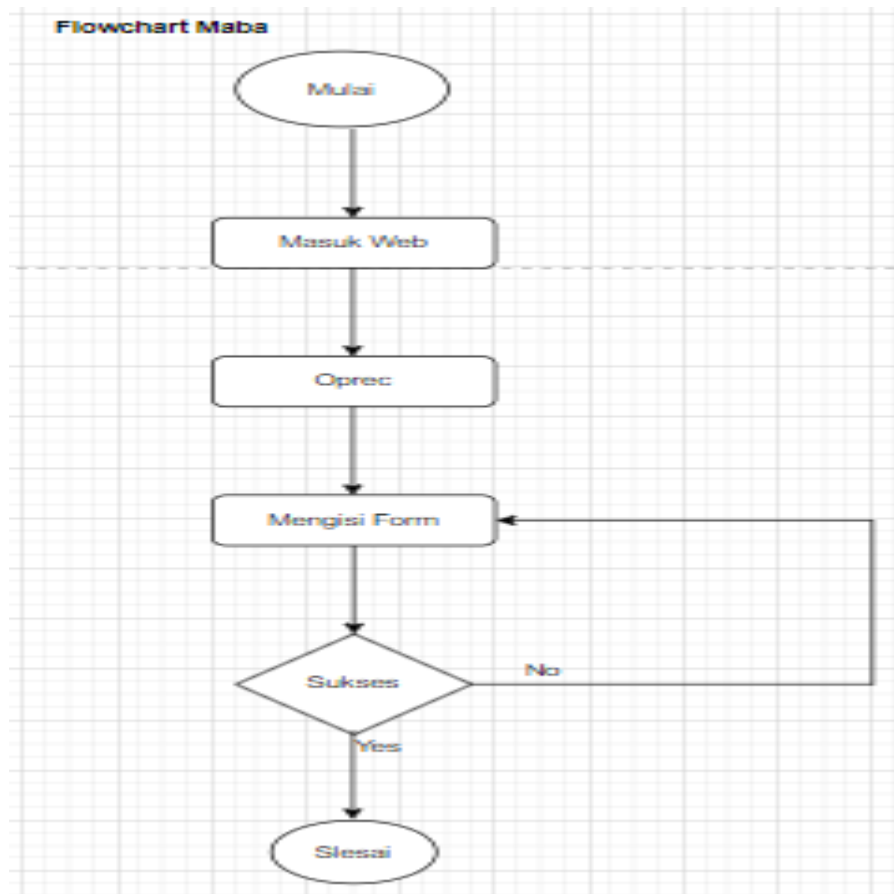 Flowchart Maba
Mulai
Masuk Web
Oprec
Mengisi Form
Sukses
No
Yes
Slesai